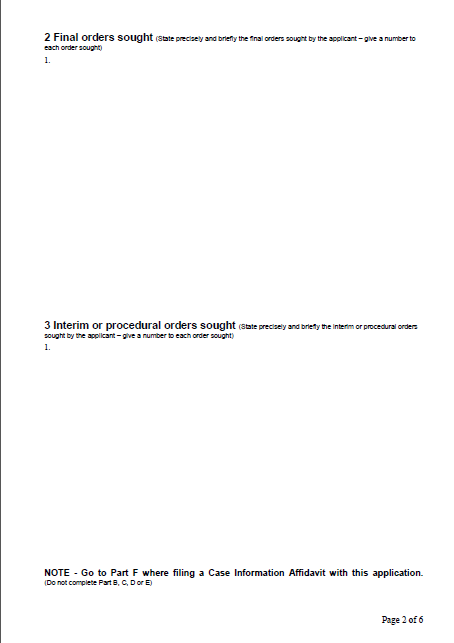 2 Final orders sought (State precisely and briefly the final orders sought by the applicant – give a number to
each order sought)
1.
3 Interim or procedural orders sought (State precisely and briefly the interim or procedural orders
sought by the applicant – give a number to each order sought)
1.
NOTE - Go to Part F where filing a Case Information Affidavit with this application.
(Do not complete Part B, C, D or E)
Page 2 of 6